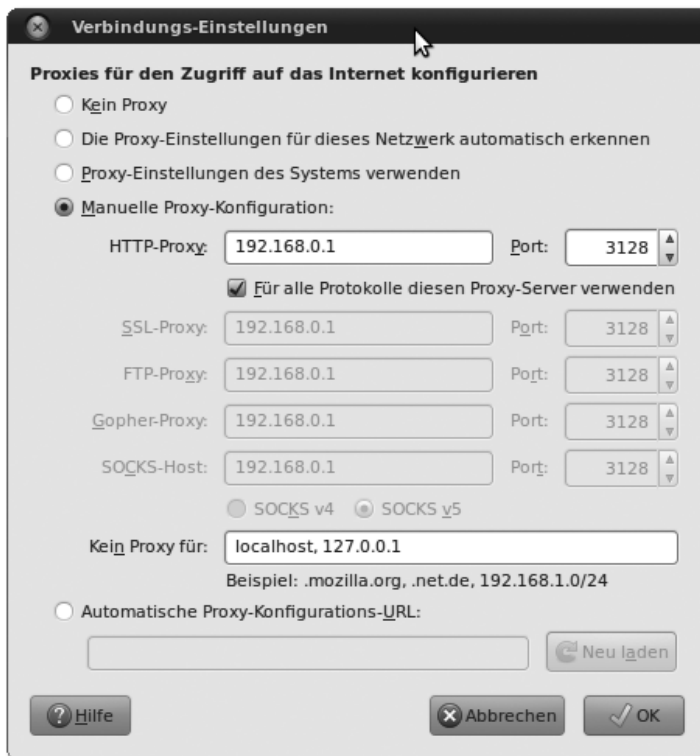 Verbindungs-Einstellungen
Proxies für den Zugriff auf das Internet konfigurieren
Kein Proxy
Die Proxy-Einstellungen für dieses Netzwerk automatisch erkennen
Proxy-Einstellungen des Systems verwenden
Manuelle Proxy-Konfiguration:
HTTP-Proxy: 192.168.0.1 Port: 3128
Für alle Protokolle diesen Proxy-Server verwenden
SSL-Proxy: 192.168.0.1 Port: 3128
FTP-Proxy: 192.168.0.1 Port: 3128
Gopher-Proxy: 192.168.0.1 Port: 3128
SOCKS-Host: 192.168.0.1 Port: 3128
SOCKS v4 SOCKS v5
Kein Proxy für: localhost, 127.0.0.1
Beispiel: .mozilla.org, .net.de, 192.168.1.0/24
Automatische Proxy-Konfigurations-URL:
Neu laden
Hilfe Abbrechen OK